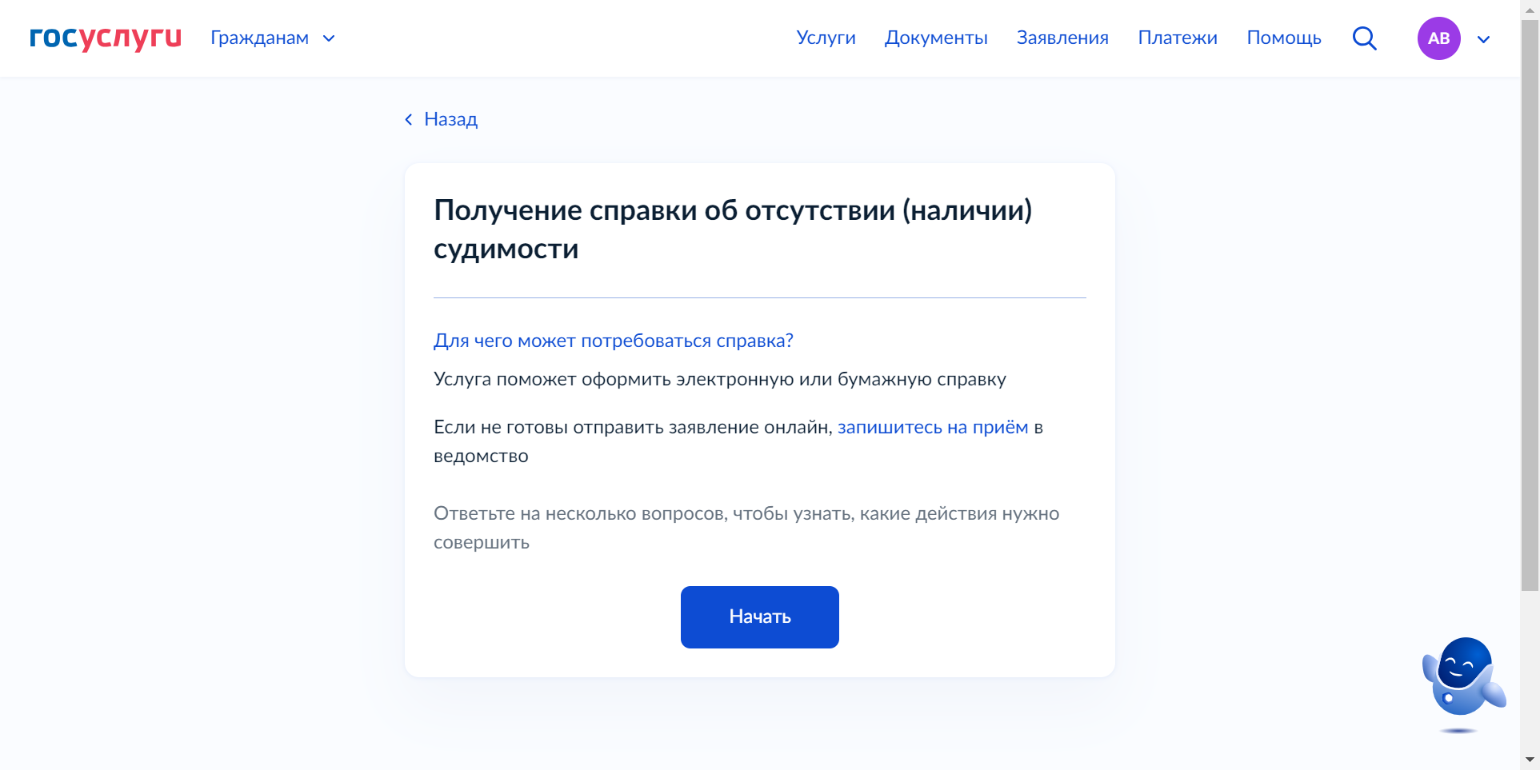 госуслуги Гражданам Услуги Документы Заявления Платежи Помощь АВ
Назад
Получение справки об отсутствии (наличии)
судимости
Для чего может потребоваться справка?
Услуга поможет оформить электронную или бумажную справку
Если не готовы отправить заявление онлайн, запишитесь на приём в
ведомство
Ответьте на несколько вопросов, чтобы узнать, какие действия нужно
совершить
Начать